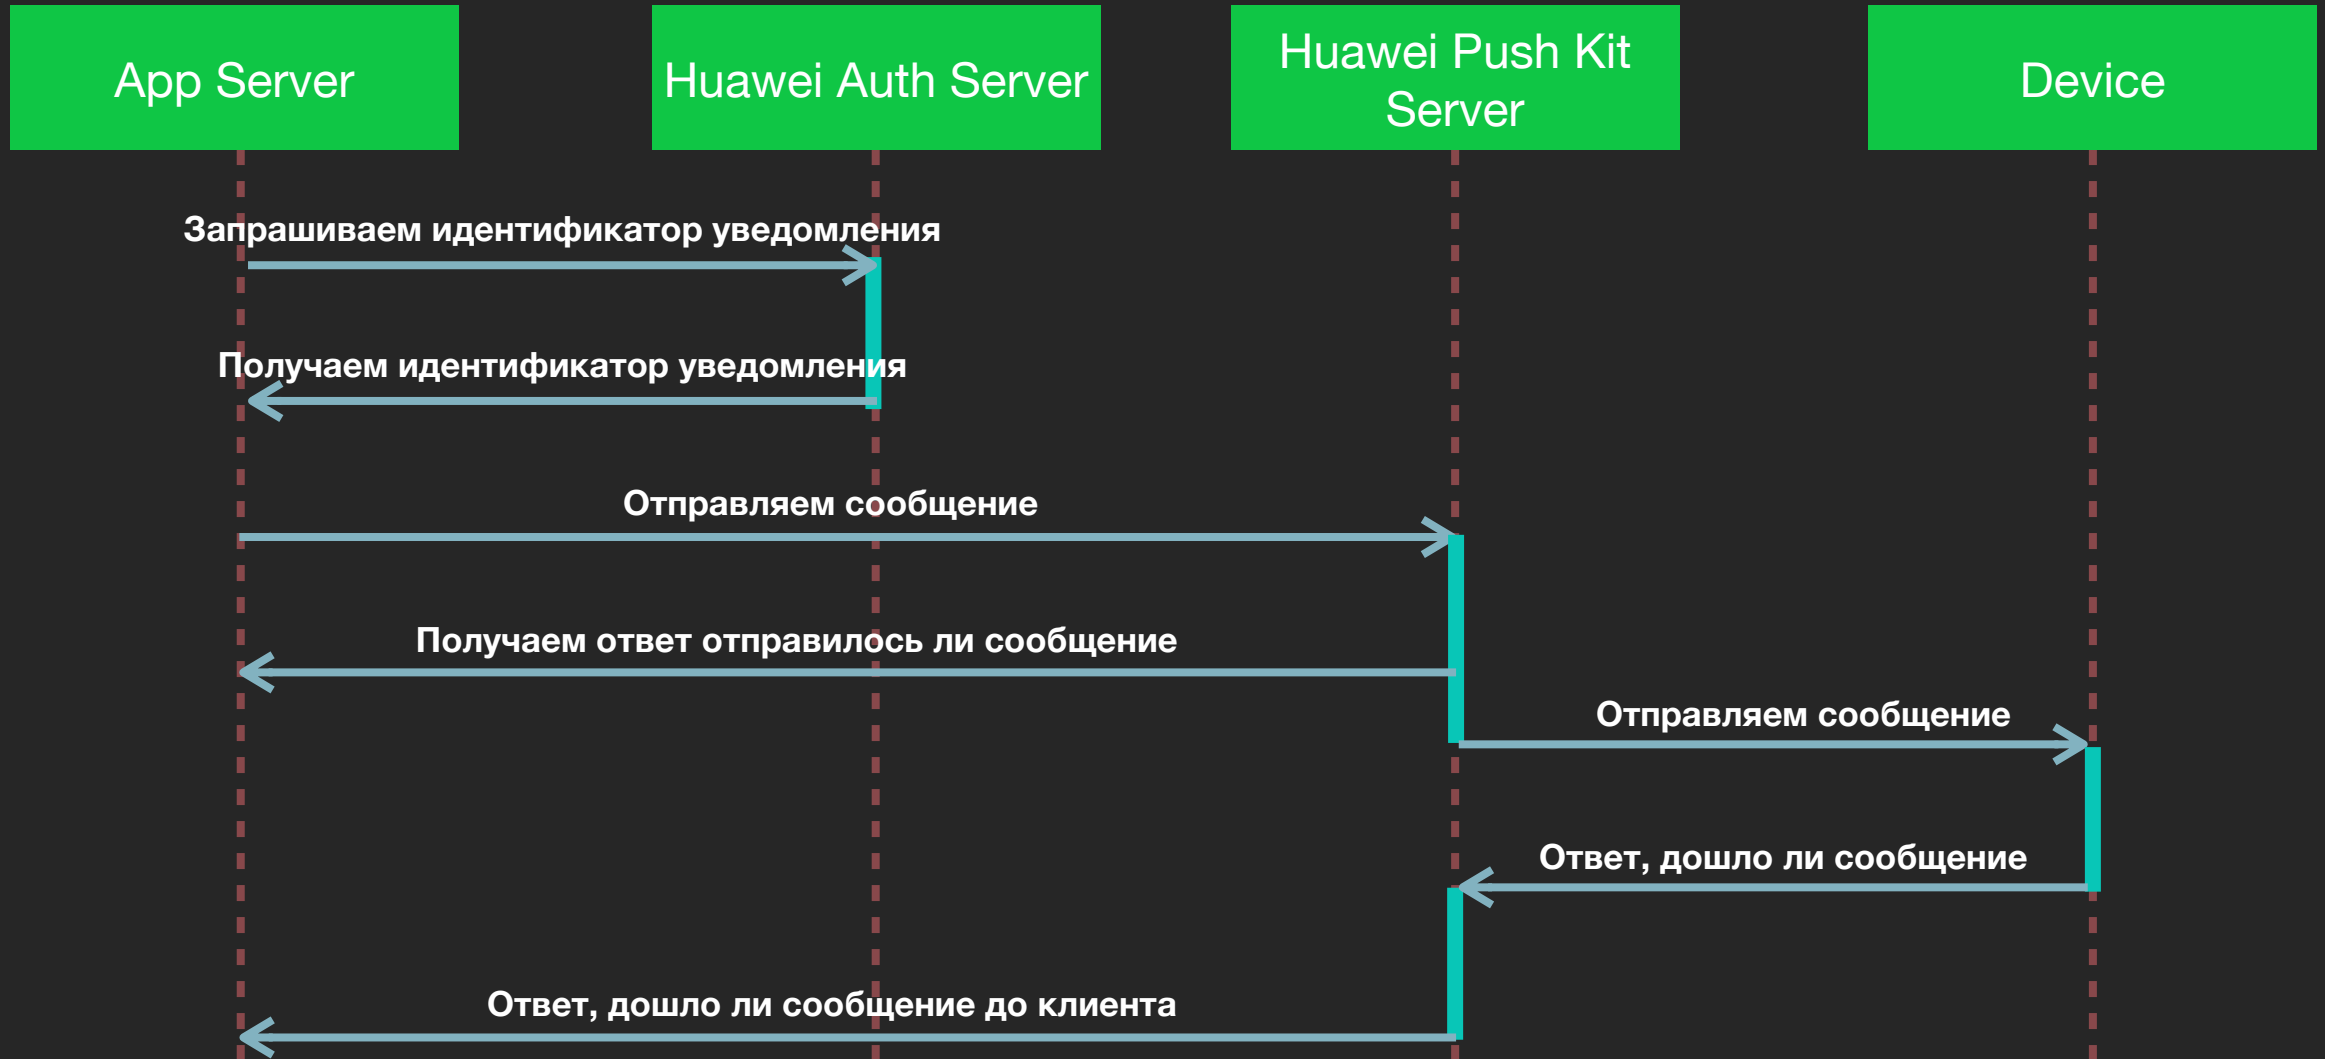 App Server
Huawei Auth Server
Huawei Push Kit
Server
Device
Запрашиваем идентификатор уведомления
Получаем идентификатор уведомления
Отправляем сообщение
Получаем ответ отправилось ли сообщение
Отправляем сообщение
Ответ, дошло ли сообщение
Ответ, дошло ли сообщение до клиента